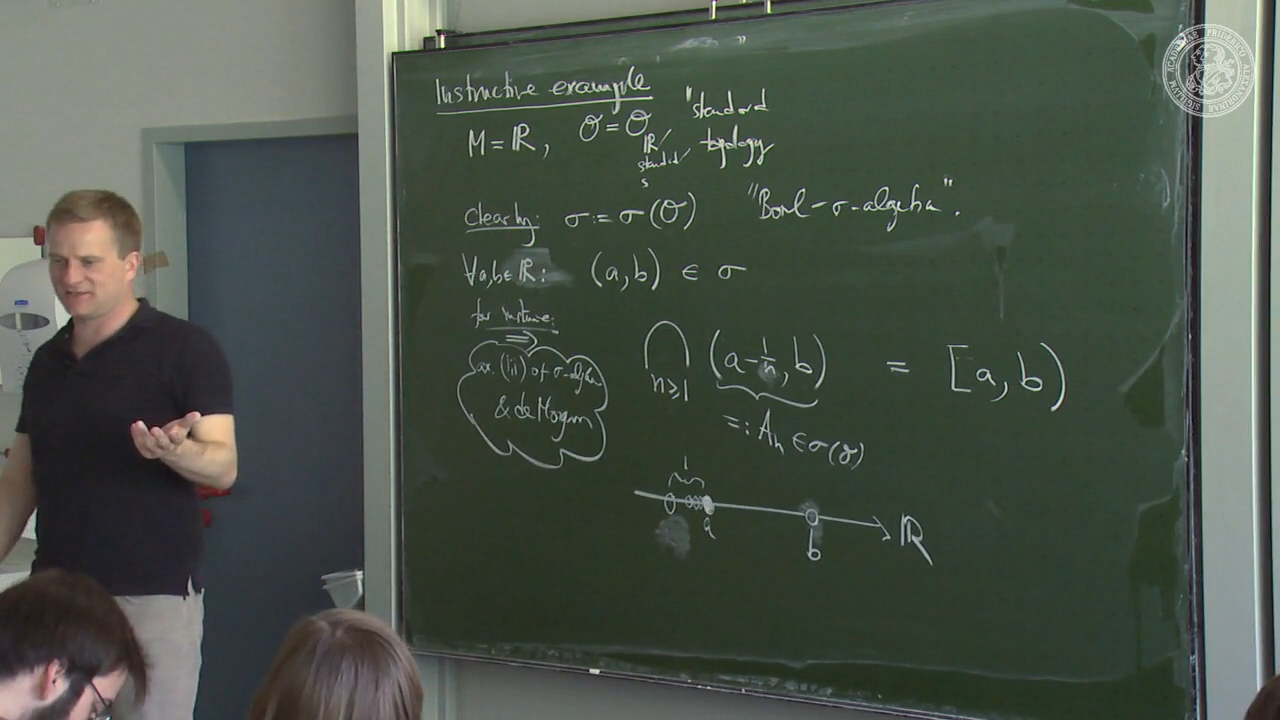 Instructive example
M = ℝ, 𝒪 = 𝒪_ℝ, standard, s "standard topology
clearly: σ := σ(𝒪) "Borel-σ-algebra".
∀a,b∈ℝ: (a,b) ∈ σ
for instance:
⇒
ax. (iii) of σ-algebra
& de Morgan
⋂_{n≥1} (a-1/n, b) = [a,b)
=: Aₙ ∈ σ(𝒪)
1
a
b
ℝ